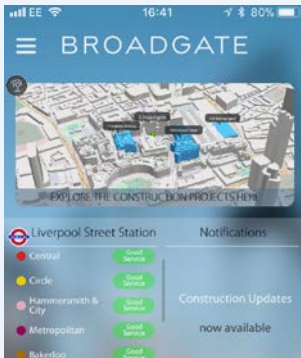 EE 16:41 80%
BROADGATE
EXPLORE THE CONSTRUCTION PROJECTS HERE
Liverpool Street Station
Notifications
Central Good Service
Circle Good Service
Hammersmith & City Good Service
Metropolitan Good Service
Bakerloo Good Service
Construction Updates
now available